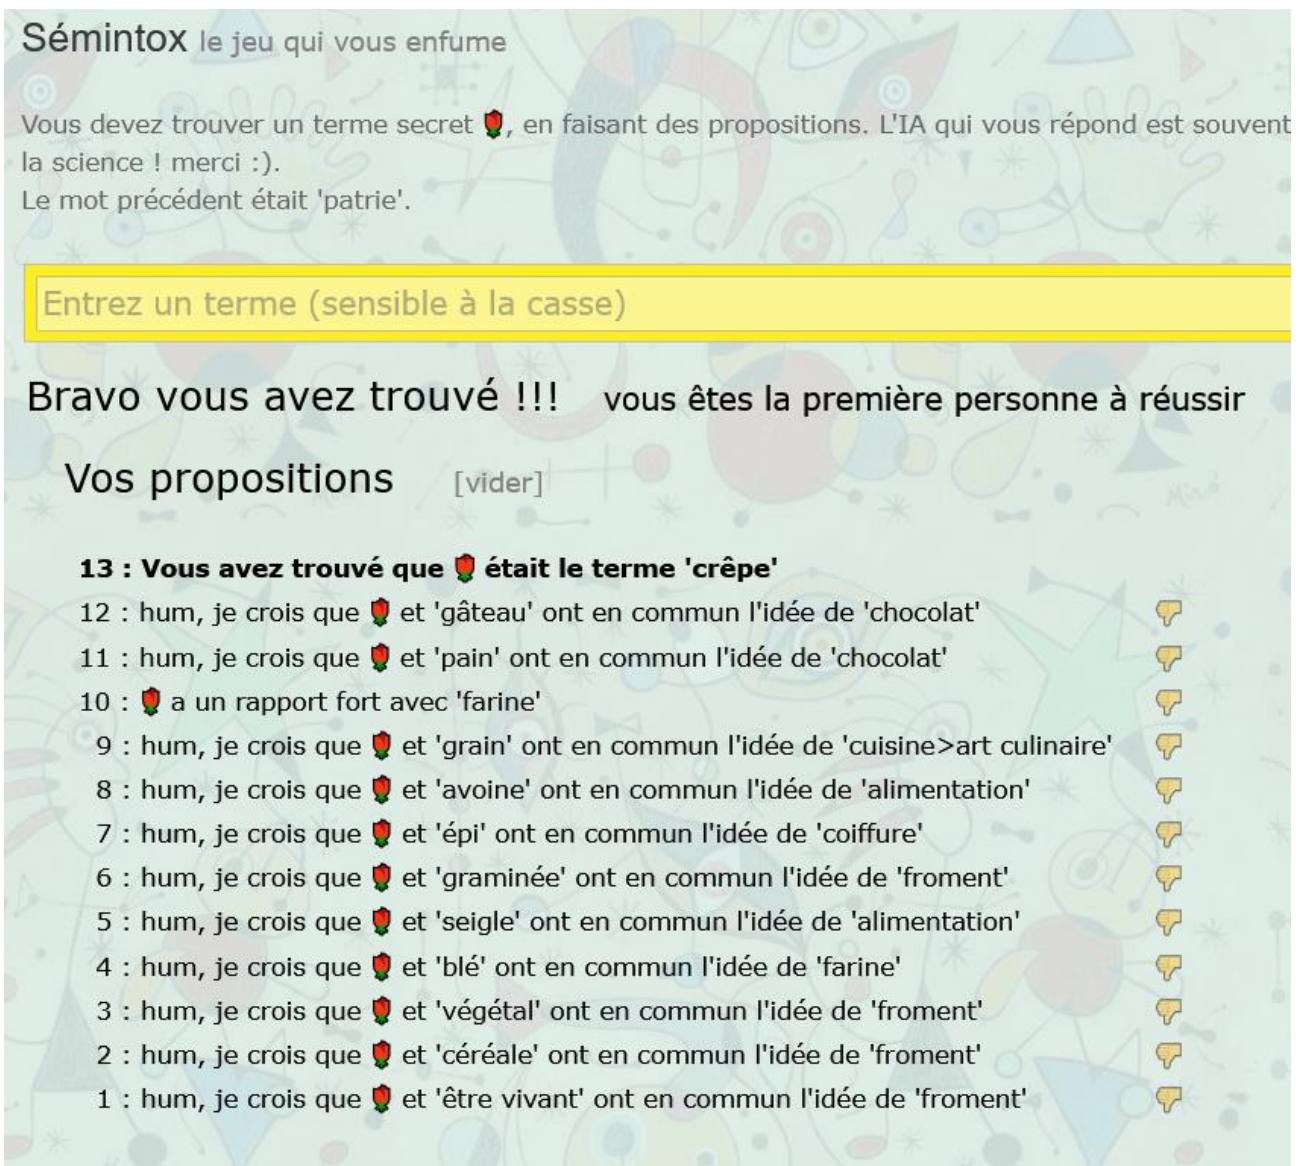 Sémintox le jeu qui vous enfume
Vous devez trouver un terme secret 🌹, en faisant des propositions. L'IA qui vous répond est souvent
la science ! merci :).
Le mot précédent était 'patrie'.
Entrez un terme (sensible à la casse)
Bravo vous avez trouvé !!! vous êtes la première personne à réussir
Vos propositions [vider]
13 : Vous avez trouvé que 🌹 était le terme 'crêpe'
12 : hum, je crois que 🌹 et 'gâteau' ont en commun l'idée de 'chocolat'
11 : hum, je crois que 🌹 et 'pain' ont en commun l'idée de 'chocolat'
10 : 🌹 a un rapport fort avec 'farine'
9 : hum, je crois que 🌹 et 'grain' ont en commun l'idée de 'cuisine>art culinaire'
8 : hum, je crois que 🌹 et 'avoine' ont en commun l'idée de 'alimentation'
7 : hum, je crois que 🌹 et 'épi' ont en commun l'idée de 'coiffure'
6 : hum, je crois que 🌹 et 'graminée' ont en commun l'idée de 'froment'
5 : hum, je crois que 🌹 et 'seigle' ont en commun l'idée de 'alimentation'
4 : hum, je crois que 🌹 et 'blé' ont en commun l'idée de 'farine'
3 : hum, je crois que 🌹 et 'végétal' ont en commun l'idée de 'froment'
2 : hum, je crois que 🌹 et 'céréale' ont en commun l'idée de 'froment'
1 : hum, je crois que 🌹 et 'être vivant' ont en commun l'idée de 'froment'